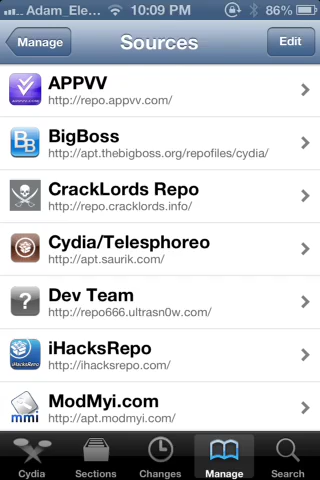 Adam_Ele... 10:09 PM 86%
Manage Sources Edit
APPVV
http://repo.appvv.com/
BigBoss
http://apt.thebigboss.org/repofiles/cydia/
CrackLords Repo
http://repo.cracklords.info/
Cydia/Telesphoreo
http://apt.saurik.com/
Dev Team
http://repo666.ultrasn0w.com/
iHacksRepo
http://ihacksrepo.com/
ModMyi.com
http://apt.modmyi.com/
Cydia Sections Changes Manage Search